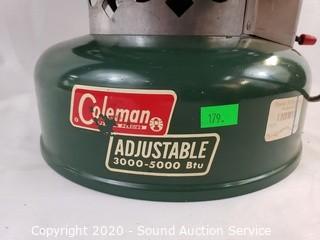 Coleman
179.
ADJUSTABLE
3000-5000 Btu
Copyright 2020 - Sound Auction Service